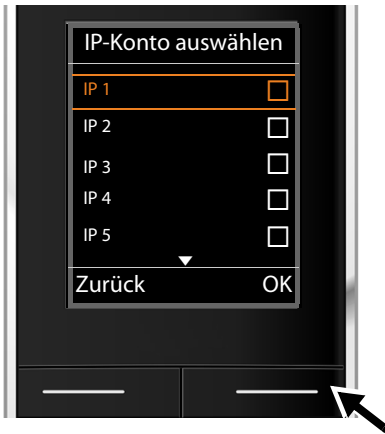 IP-Konto auswählen
IP 1
IP 2
IP 3
IP 4
IP 5
Zurück OK